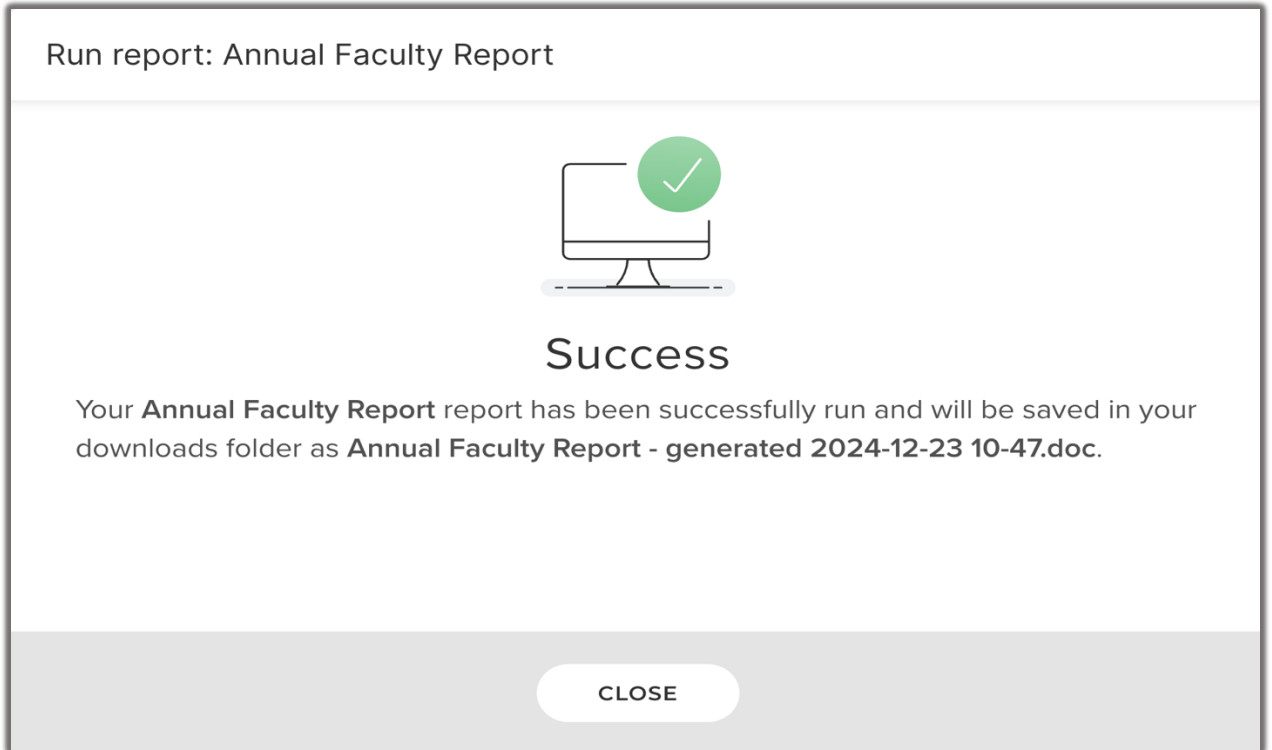 Run report: Annual Faculty Report
Success
Your Annual Faculty Report report has been successfully run and will be saved in your
downloads folder as Annual Faculty Report - generated 2024-12-23 10-47.doc.
CLOSE